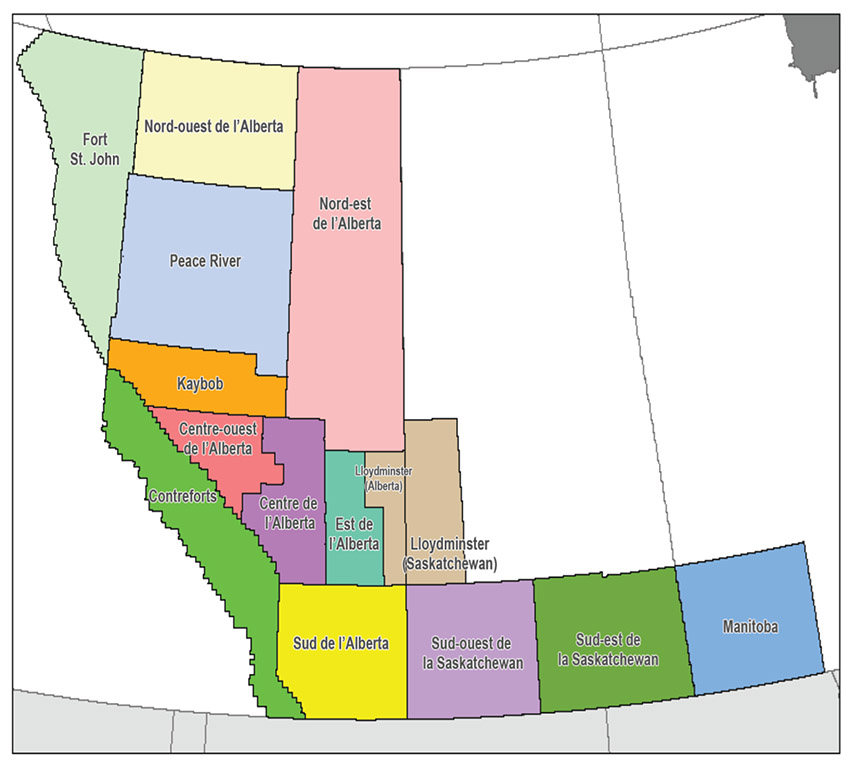 Fort
St. John
Nord-ouest de l'Alberta
Nord-est
de l'Alberta
Peace River
Kaybob
Centre-ouest
de l'Alberta
Contreforts
Centre de
l'Alberta
Lloydminster
(Alberta)
Est de
l'Alberta
Lloydminster
(Saskatchewan)
Sud de l'Alberta
Sud-ouest de
la Saskatchewan
Sud-est de
la Saskatchewan
Manitoba